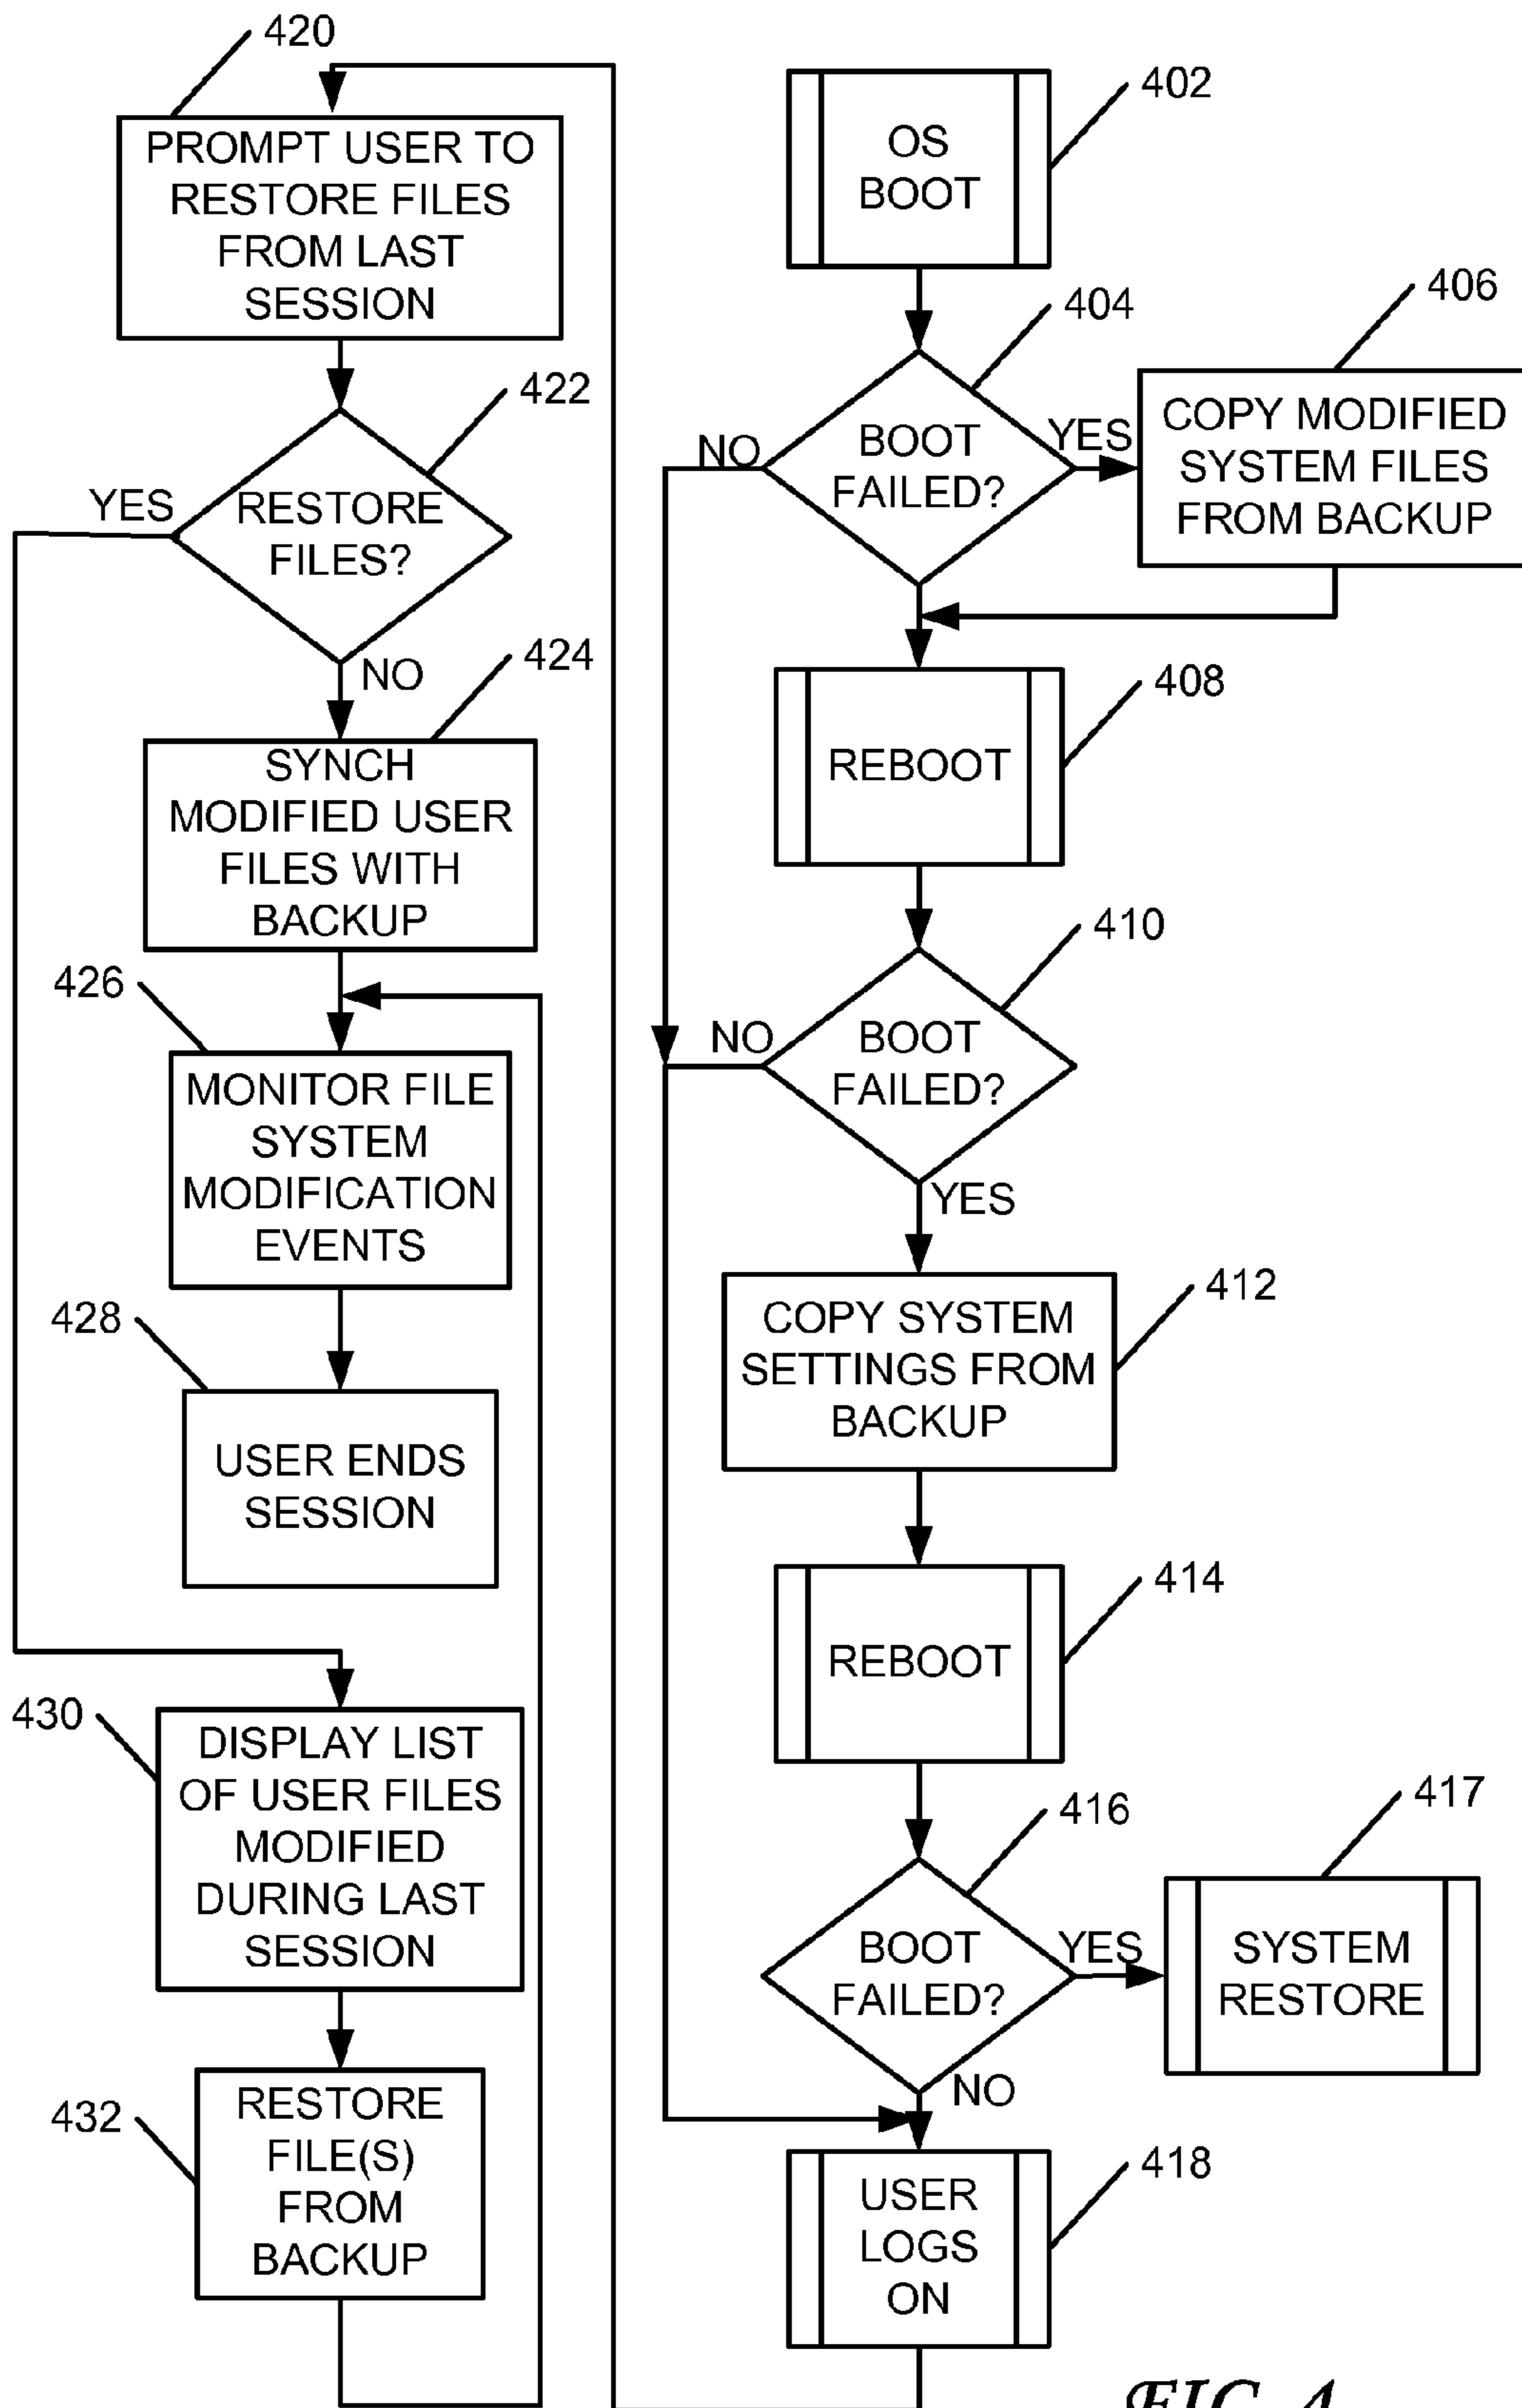 420
PROMPT USER TO
RESTORE FILES
FROM LAST
SESSION
422
YES
RESTORE
FILES?
NO
424
SYNCH
MODIFIED USER
FILES WITH
BACKUP
426
MONITOR FILE
SYSTEM
MODIFICATION
EVENTS
428
USER ENDS
SESSION
430
DISPLAY LIST
OF USER FILES
MODIFIED
DURING LAST
SESSION
432
RESTORE
FILE(S)
FROM
BACKUP
402
OS
BOOT
404
NO
BOOT
FAILED?
YES
406
COPY MODIFIED
SYSTEM FILES
FROM BACKUP
408
REBOOT
410
NO
BOOT
FAILED?
YES
412
COPY SYSTEM
SETTINGS FROM
BACKUP
414
REBOOT
416
BOOT
FAILED?
YES
417
SYSTEM
RESTORE
NO
418
USER
LOGS
ON
FIG. 4